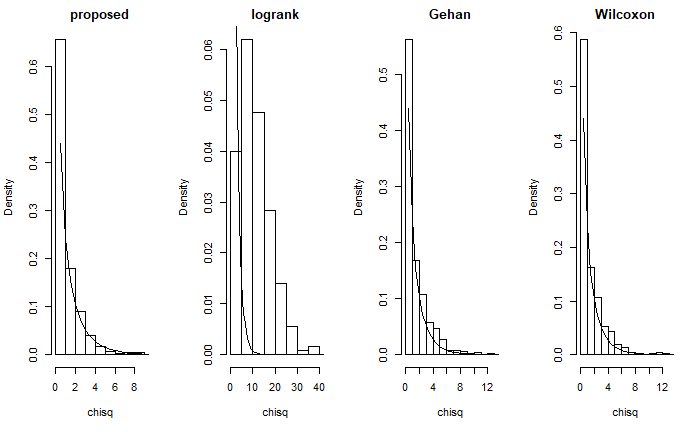 proposed
Density
0.0 0.1 0.2 0.3 0.4 0.5 0.6
0 2 4 6 8
chisq
logrank
Density
0.00 0.01 0.02 0.03 0.04 0.05 0.06
0 10 20 30 40
chisq
Gehan
Density
0.0 0.1 0.2 0.3 0.4 0.5
0 4 8 12
chisq
Wilcoxon
Density
0.0 0.1 0.2 0.3 0.4 0.5 0.6
0 4 8 12
chisq